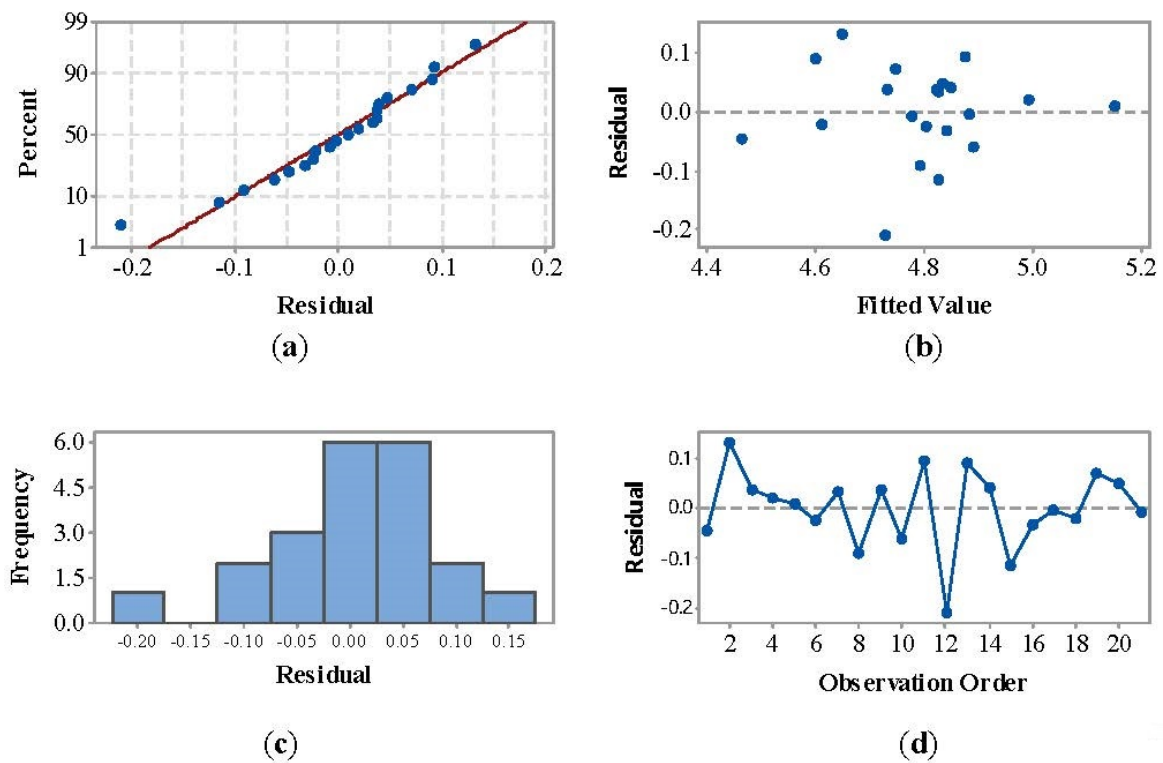 99
90
50
10
1
Percent
-0.2 -0.1 0.0 0.1 0.2
Residual
(a)
0.1
0.0
-0.1
-0.2
Residual
4.4 4.6 4.8 5.0 5.2
Fitted Value
(b)
6.0
4.5
3.0
1.5
0.0
Frequency
-0.20 -0.15 -0.10 -0.05 0.00 0.05 0.10 0.15
Residual
(c)
0.1
0.0
-0.1
-0.2
Residual
2 4 6 8 10 12 14 16 18 20
Observation Order
(d)